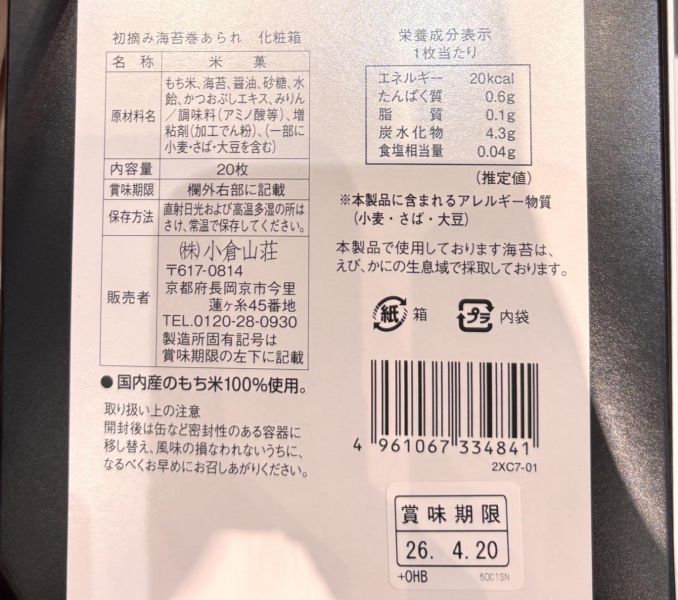 初摘み海苔巻あられ 化粧箱
名 称 米 菓
原材料名 もち米、海苔、醤油、砂糖、水
飴、かつおぶしエキス、みりん
／調味料（アミノ酸等）、増
粘剤（加工でん粉）、（一部に
小麦・さば・大豆を含む）
内容量 20枚
賞味期限 欄外右部に記載
保存方法 直射日光および高温多湿の所は
さけ、常温で保存してください。
販売者 ㈱小倉山荘
〒617-0814
京都府長岡京市今里
蓮ヶ糸45番地
TEL.0120-28-0930
製造所固有記号は
賞味期限の左下に記載
●国内産のもち米100%使用。
取り扱い上の注意
開封後は缶など密封性のある容器に
移し替え、風味の損なわれないうちに、
なるべくお早めにお召しあがりください。
栄養成分表示
1枚当たり
エネルギー 20kcal
たんぱく質 0.6g
脂 質 0.1g
炭水化物 4.3g
食塩相当量 0.04g
（推定値）
※本製品に含まれるアレルギー物質
（小麦・さば・大豆）
本製品で使用しております海苔は、
えび、かにの生息域で採取しております。
紙 箱 プラ 内袋
4 961067 334841
2XC7-01
賞味期限
26. 4.20
+OHB 60C1SN